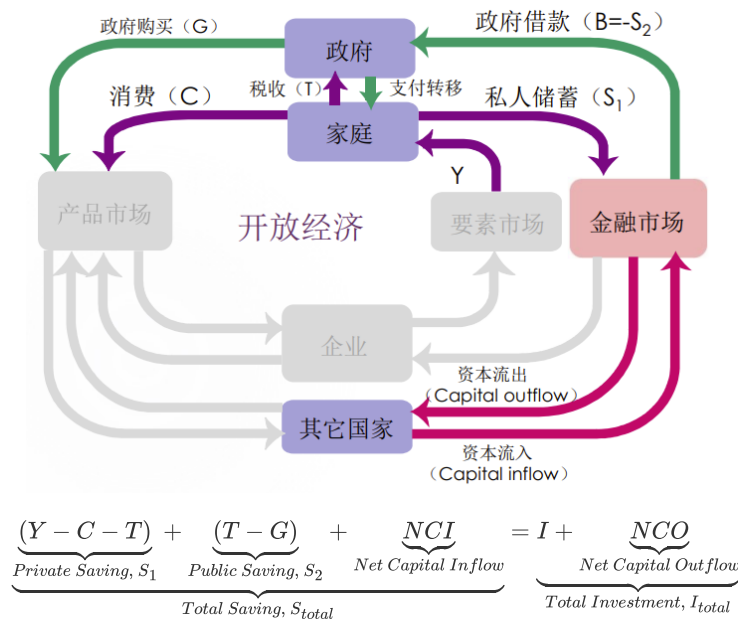 政府购买（G）
政府
政府借款（B=-S₂）
税收（T）
支付转移
消费（C）
家庭
私人储蓄（S₁）
Y
产品市场
开放经济
要素市场
金融市场
企业
资本流出
（Capital outflow）
其它国家
资本流入
（Capital inflow）
(Y − C − T) + (T − G) + NCI = I + NCO
Private Saving, S₁ Public Saving, S₂ Net Capital Inflow Net Capital Outflow
Total Saving, S_total Total Investment, I_total